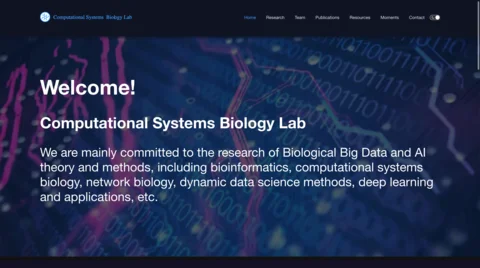 Computational Systems Biology Lab
Home Research Team Publications Resources Moments Contact
Welcome!
Computational Systems Biology Lab
We are mainly committed to the research of Biological Big Data and AI
theory and methods, including bioinformatics, computational systems
biology, network biology, dynamic data science methods, deep learning
and applications, etc.